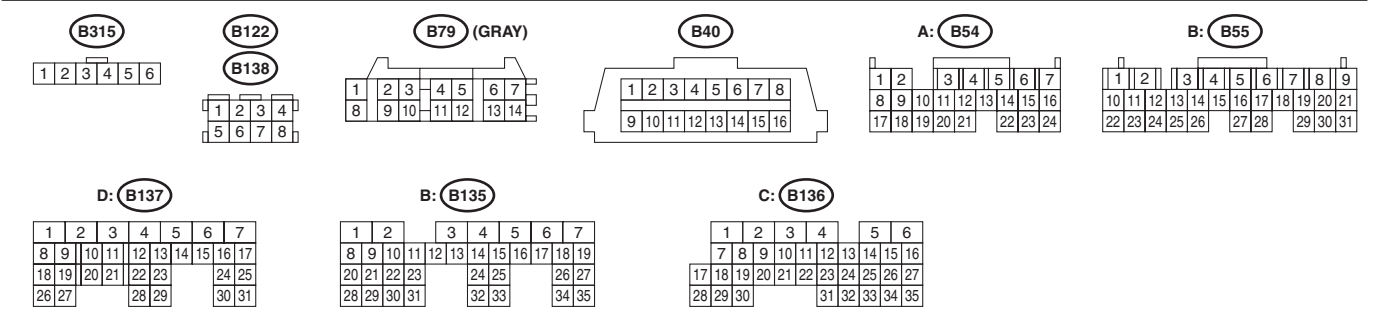 B315 B122 B79 (GRAY) B40 A: B54 B: B55
B138
1 2 3 4 5 6
1 2 3 4
5 6 7 8
1 2 3 4 5 6 7
8 9 10 11 12 13 14
1 2 3 4 5 6 7 8
9 10 11 12 13 14 15 16
1 2 3 4 5 6 7
8 9 10 11 12 13 14 15 16
17 18 19 20 21 22 23 24
1 2 3 4 5 6 7 8 9
10 11 12 13 14 15 16 17 18 19 20 21
22 23 24 25 26 27 28 29 30 31
D: B137 B: B135 C: B136
1 2 3 4 5 6 7
8 9 10 11 12 13 14 15 16 17
18 19 20 21 22 23 24 25
26 27 28 29 30 31
1 2 3 4 5 6 7
8 9 10 11 12 13 14 15 16 17 18 19
20 21 22 23 24 25 26 27
28 29 30 31 32 33 34 35
1 2 3 4 5 6
7 8 9 10 11 12 13 14 15 16
17 18 19 20 21 22 23 24 25 26 27
28 29 30 31 32 33 34 35